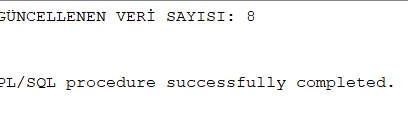 GÜNCELLENEN VERİ SAYISI: 8
PL/SQL procedure successfully completed.